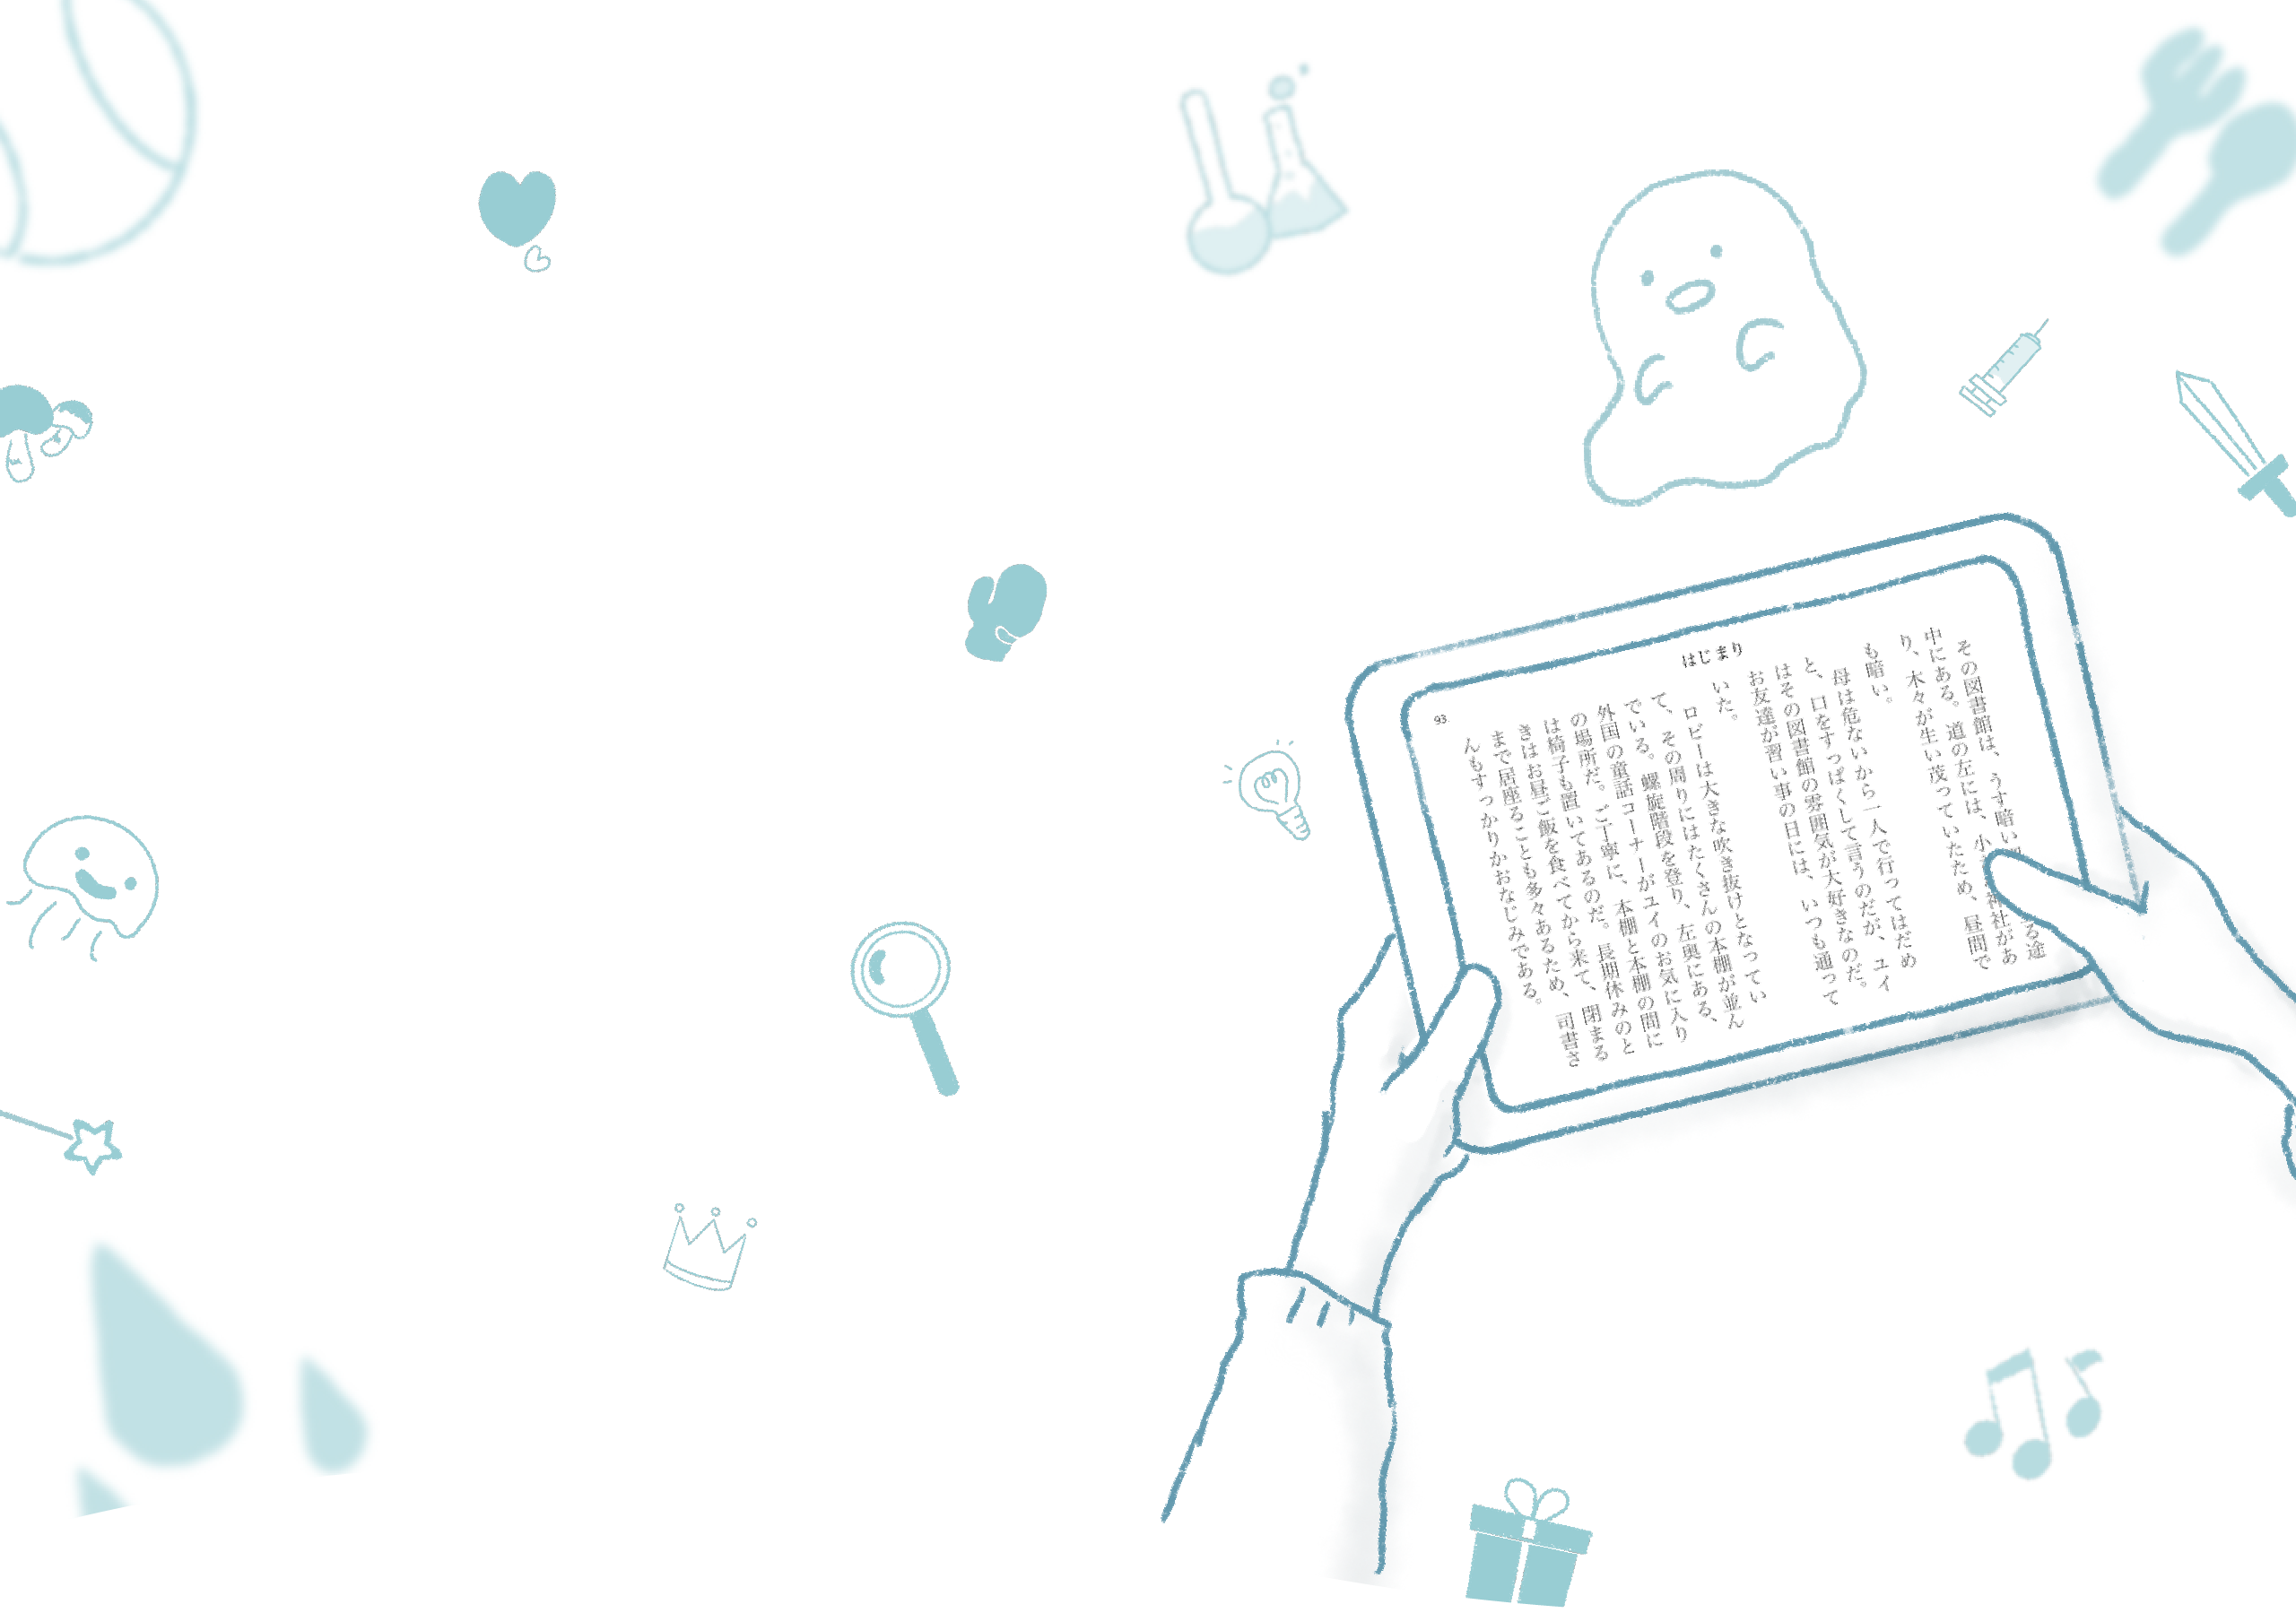 はじまり
その図書館は、うす暗い る途
中にある。道の左には、小 神社があ
り、木々が生い茂っていたため、昼間で
も暗い。
母は危ないから一人で行ってはだめ
と、口をすっぱくして言うのだが、ユイ
はその図書館の雰囲気が大好きなのだ。
お友達が習い事の日には、いつも通って
いた。
ロビーは大きな吹き抜けとなってい
て、その周りにはたくさんの本棚が並ん
でいる。螺旋階段を登り、左奥にある、
外国の童話コーナーがユイのお気に入り
の場所だ。ご丁寧に、本棚と本棚の間に
は椅子も置いてあるのだ。長期休みのと
きはお昼ご飯を食べてから来て、閉まる
まで居座ることも多々あるため、司書さ
んもすっかりかおなじみである。
93